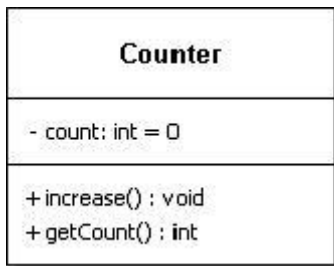 Counter
- count: int = 0
+ increase() : void
+ getCount() : int